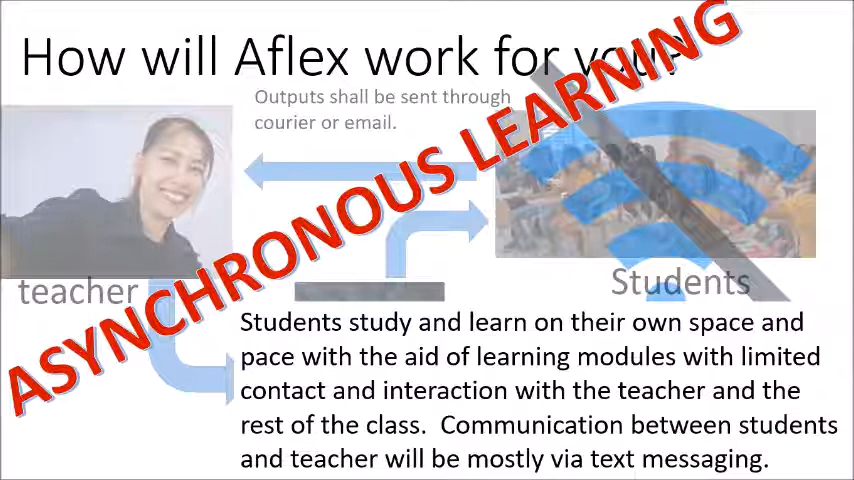 How will Aflex work for you?
Outputs shall be sent through
courier or email.
ASYNCHRONOUS LEARNING
teacher
Students
Students study and learn on their own space and
pace with the aid of learning modules with limited
contact and interaction with the teacher and the
rest of the class.  Communication between students
and teacher will be mostly via text messaging.